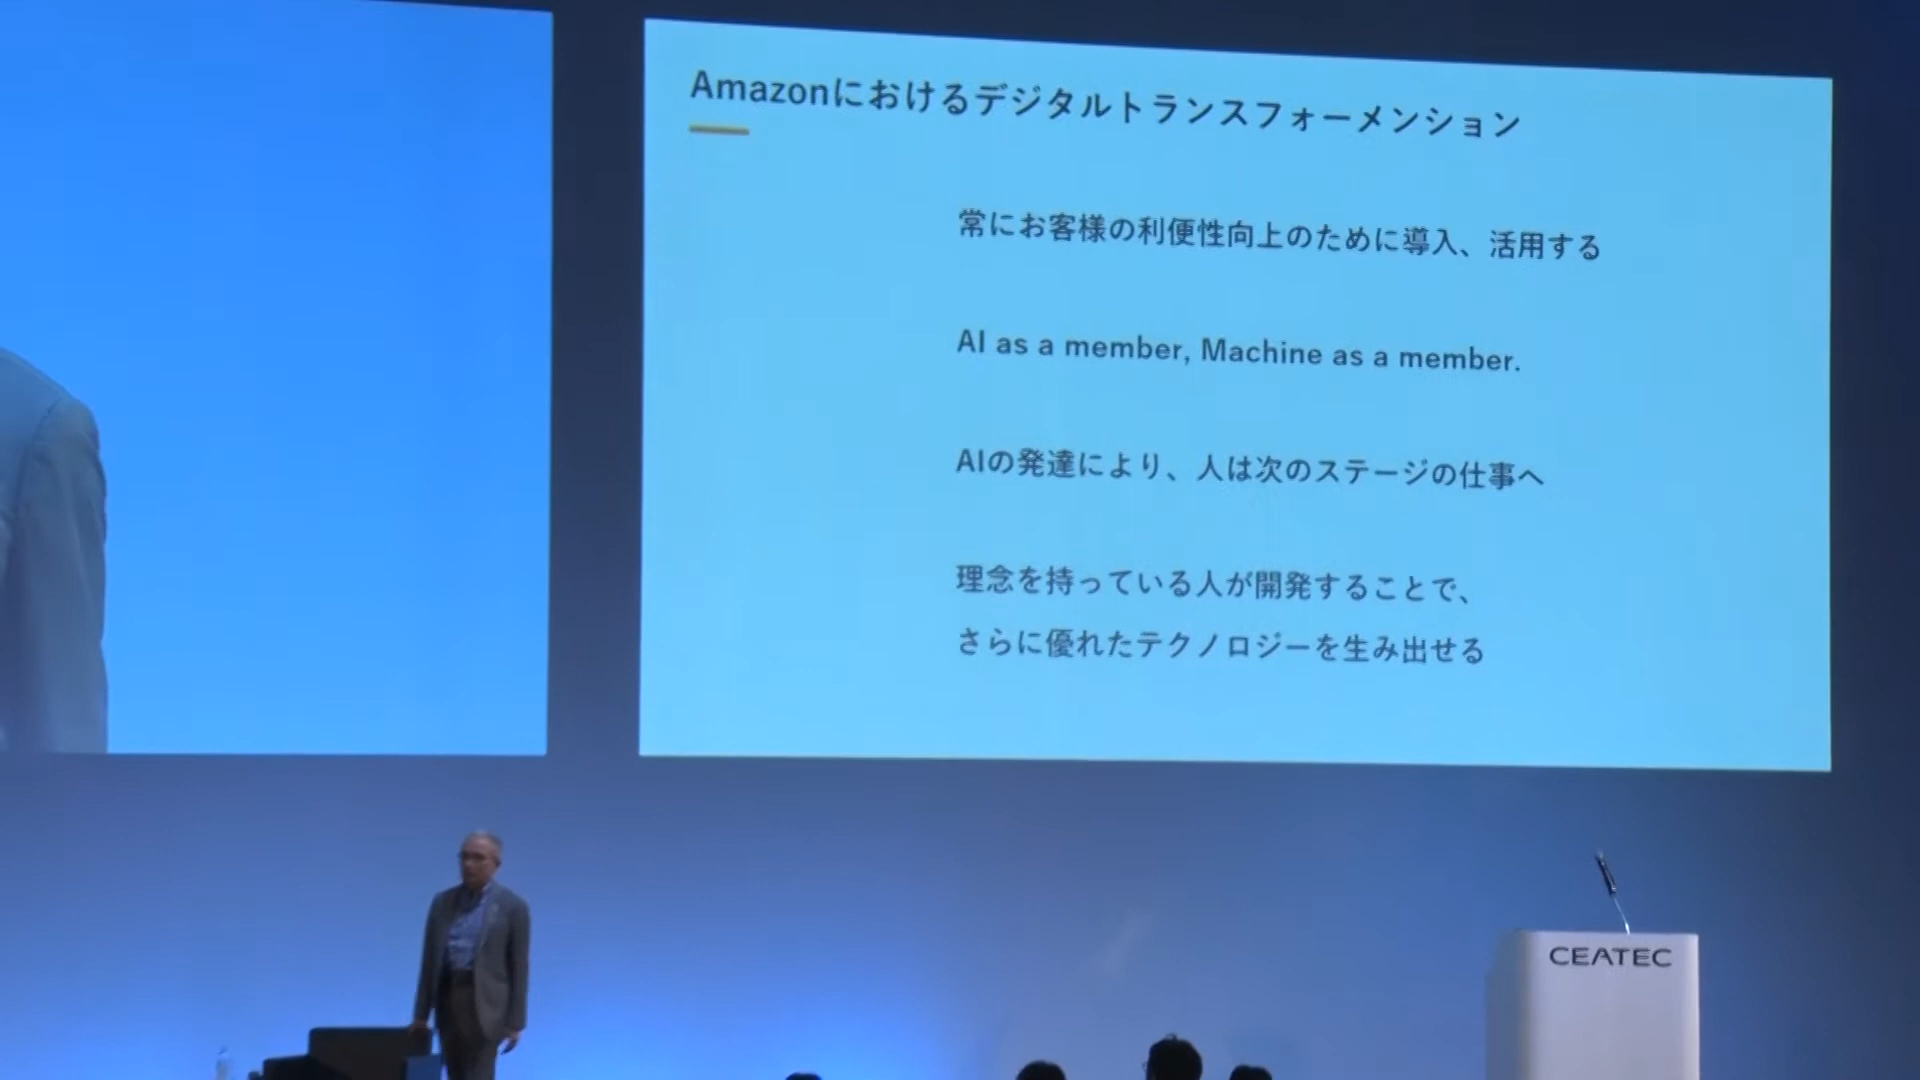 Amazonにおけるデジタルトランスフォーメンション
常にお客様の利便性向上のために導入、活用する
AI as a member, Machine as a member.
AIの発達により、人は次のステージの仕事へ
理念を持っている人が開発することで、
さらに優れたテクノロジーを生み出せる
CEATEC